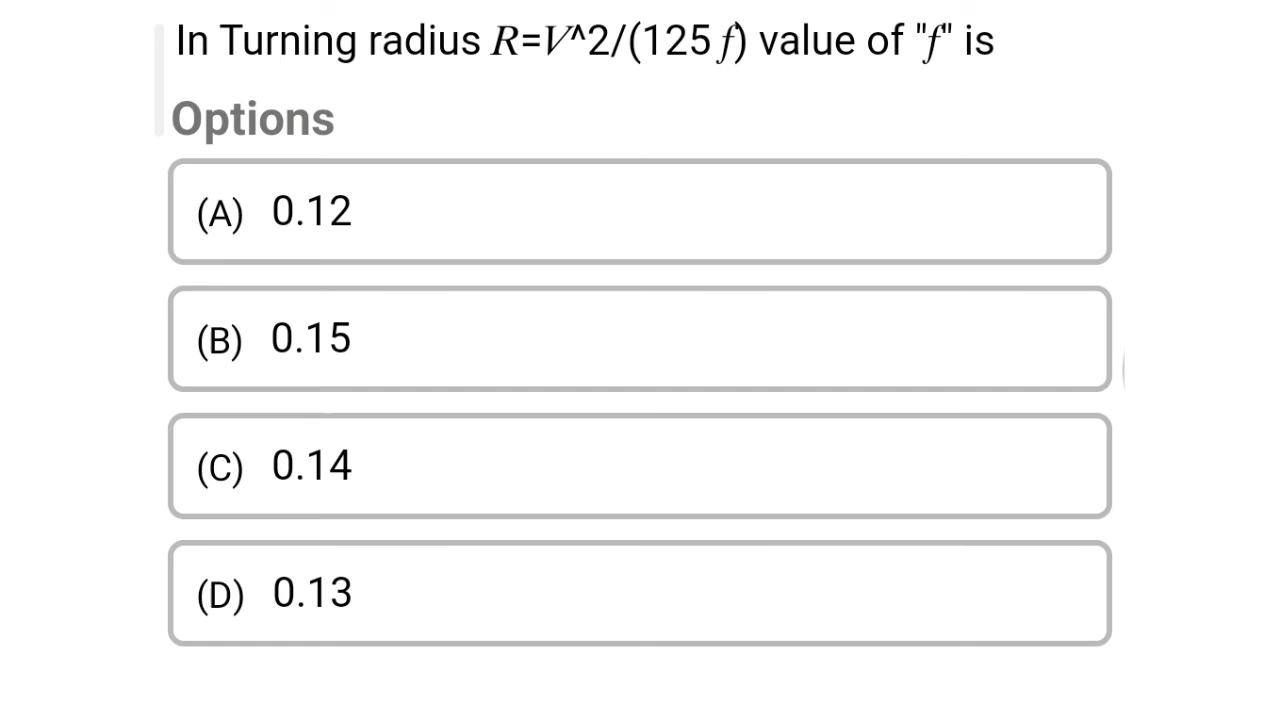 In Turning radius R=V^2/(125 f) value of "f" is
Options
(A) 0.12
(B) 0.15
(C) 0.14
(D) 0.13